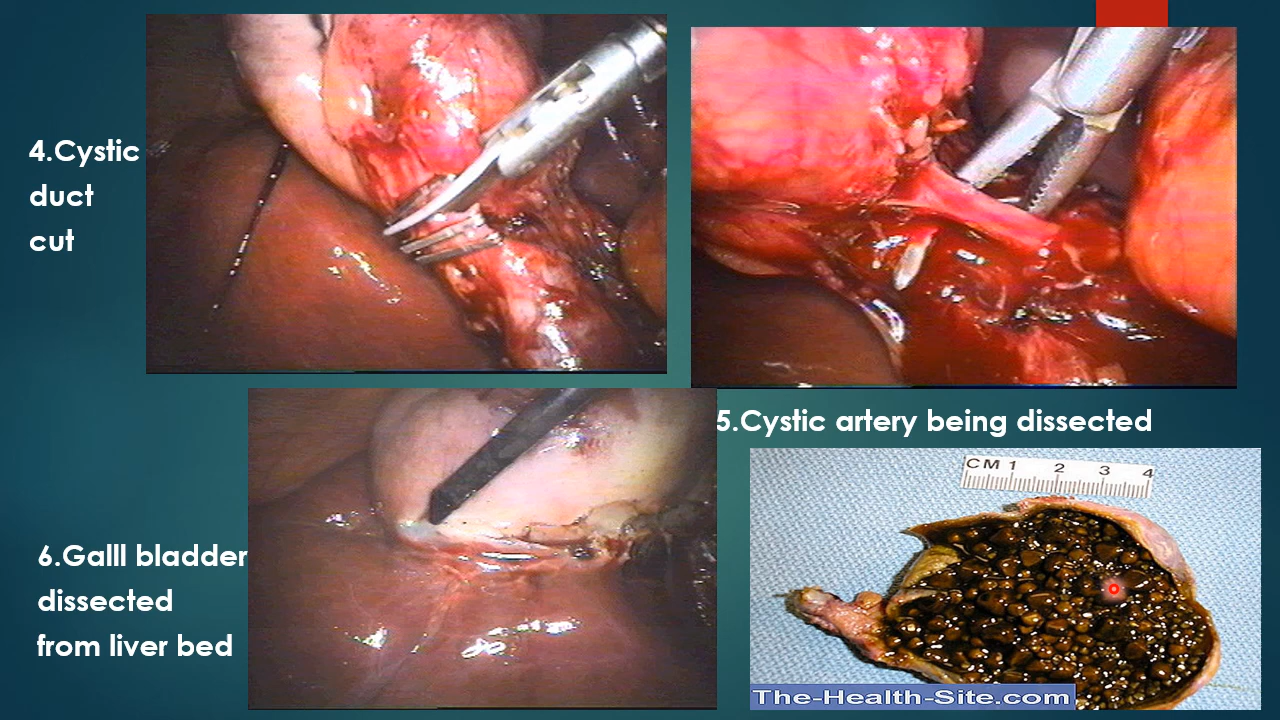 4.Cystic
duct
cut
5.Cystic artery being dissected
CM 1 2 3 4
6.Galll bladder
dissected
from liver bed
The-Health-Site.com